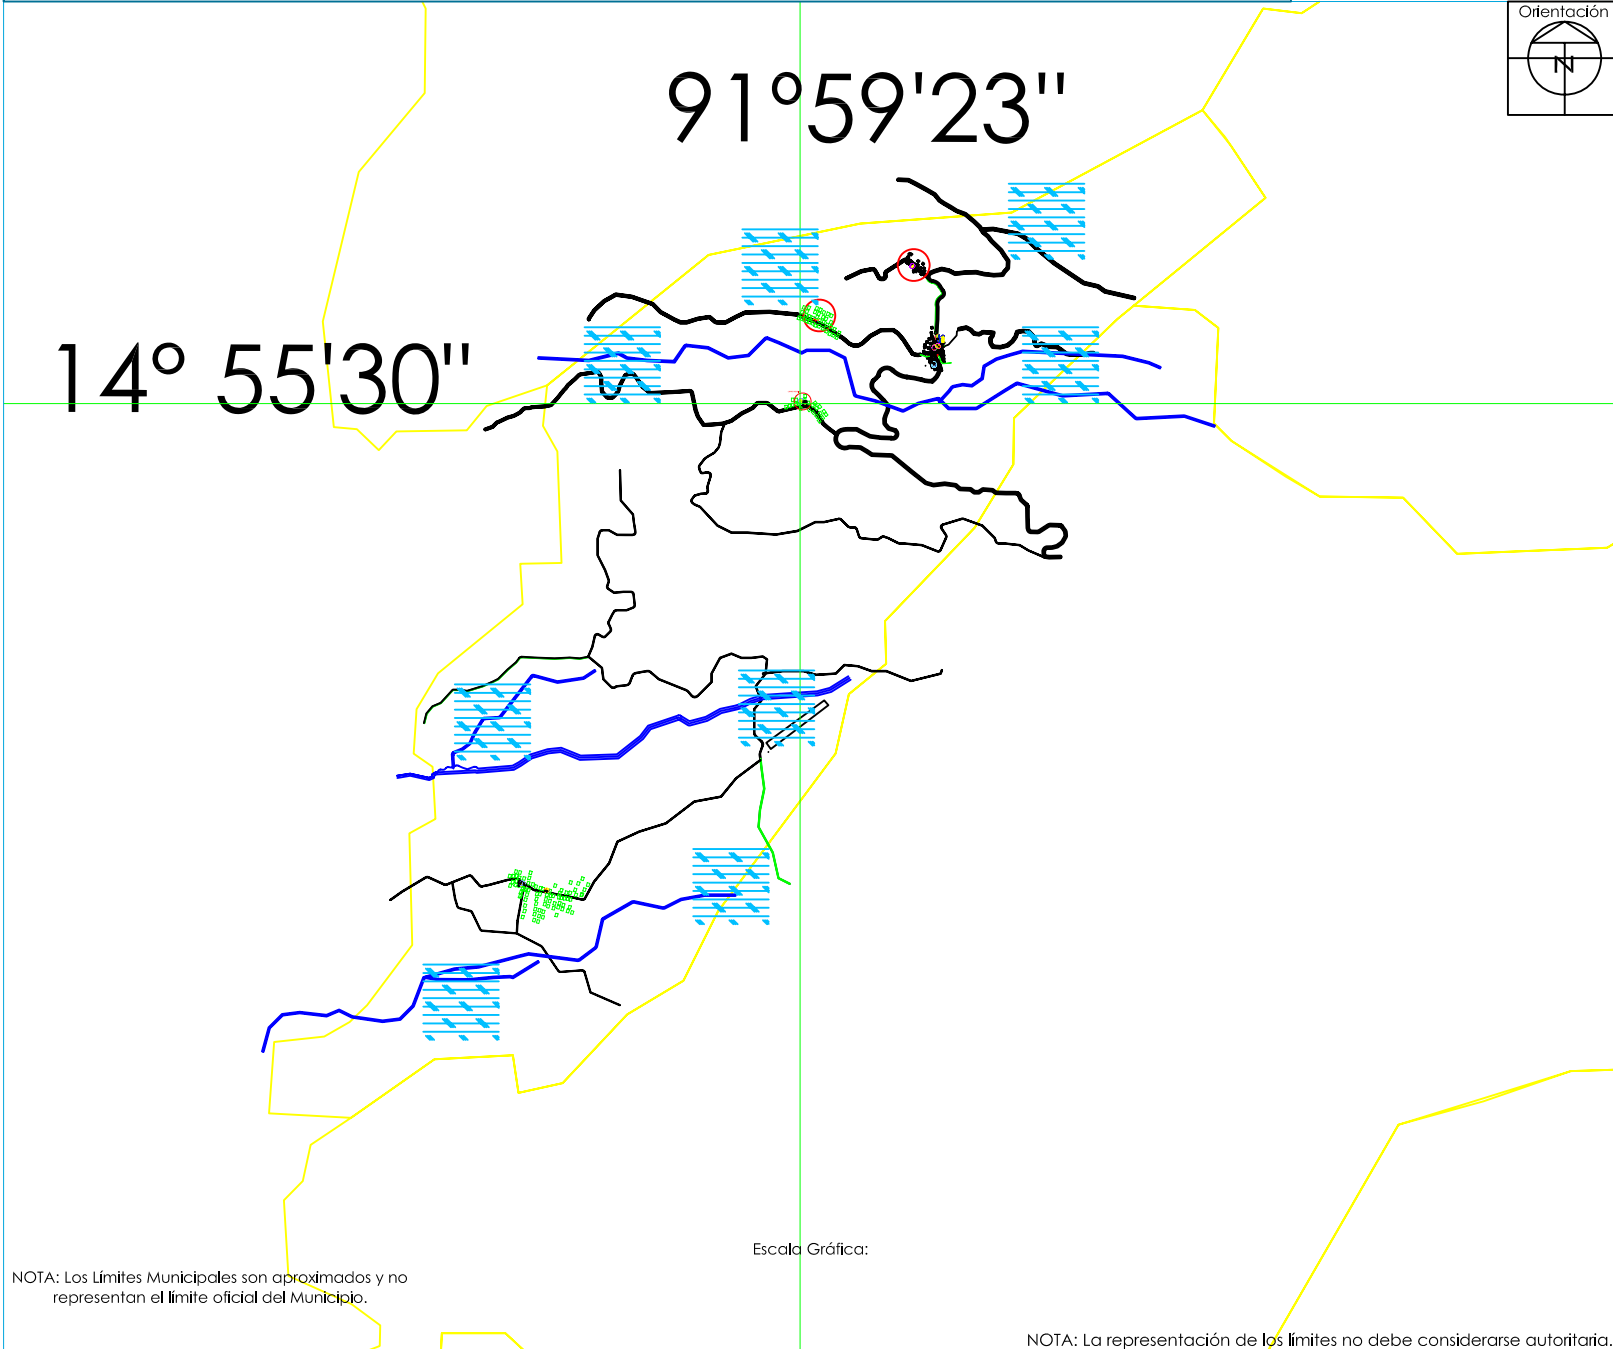 Orientación
N
91°59'23"
14° 55'30"
Escala Gráfica:
NOTA: Los Límites Municipales son aproximados y no
representan el límite oficial del Municipio.
NOTA: La representación de los límites no debe considerarse autoritaria.